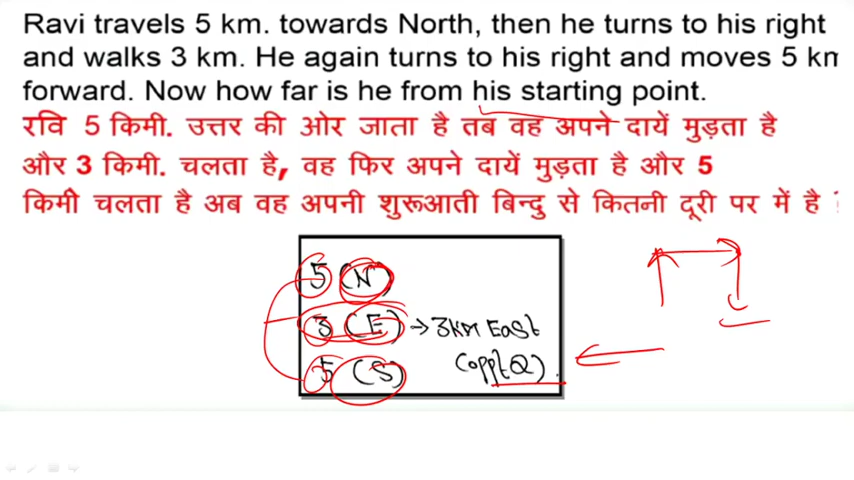 Ravi travels 5 km. towards North, then he turns to his right
and walks 3 km. He again turns to his right and moves 5 km
forward. Now how far is he from his starting point.
रवि 5 किमी. उत्तर की ओर जाता है तब वह अपने दायें मुड़ता है
और 3 किमी. चलता है, वह फिर अपने दायें मुड़ता है और 5
किमी चलता है अब वह अपनी शुरूआती बिन्दु से कितनी दूरी पर में है ?
5 (N)
3 (E) → 3KM East
5 (S) (opptQ).